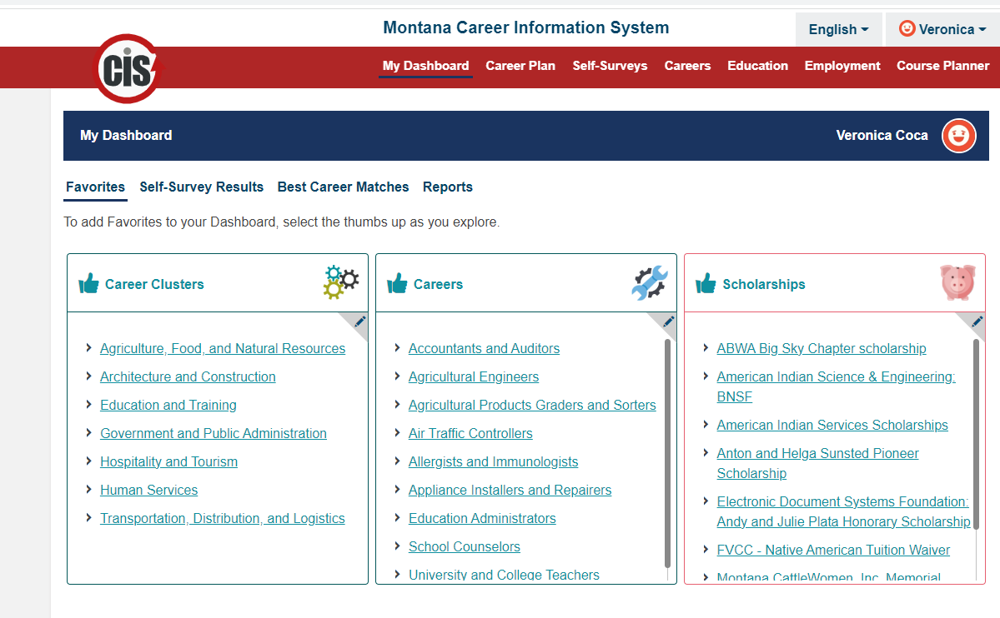 Montana Career Information System
English
Veronica
CIS
My Dashboard
Career Plan
Self-Surveys
Careers
Education
Employment
Course Planner
My Dashboard
Veronica Coca
Favorites
Self-Survey Results
Best Career Matches
Reports
To add Favorites to your Dashboard, select the thumbs up as you explore.
Career Clusters
Agriculture, Food, and Natural Resources
Architecture and Construction
Education and Training
Government and Public Administration
Hospitality and Tourism
Human Services
Transportation, Distribution, and Logistics
Careers
Accountants and Auditors
Agricultural Engineers
Agricultural Products Graders and Sorters
Air Traffic Controllers
Allergists and Immunologists
Appliance Installers and Repairers
Education Administrators
School Counselors
University and College Teachers
Scholarships
ABWA Big Sky Chapter scholarship
American Indian Science & Engineering:
BNSF
American Indian Services Scholarships
Anton and Helga Sunsted Pioneer
Scholarship
Electronic Document Systems Foundation:
Andy and Julie Plata Honorary Scholarship
FVCC - Native American Tuition Waiver
Montana CattleWomen, Inc. Memorial